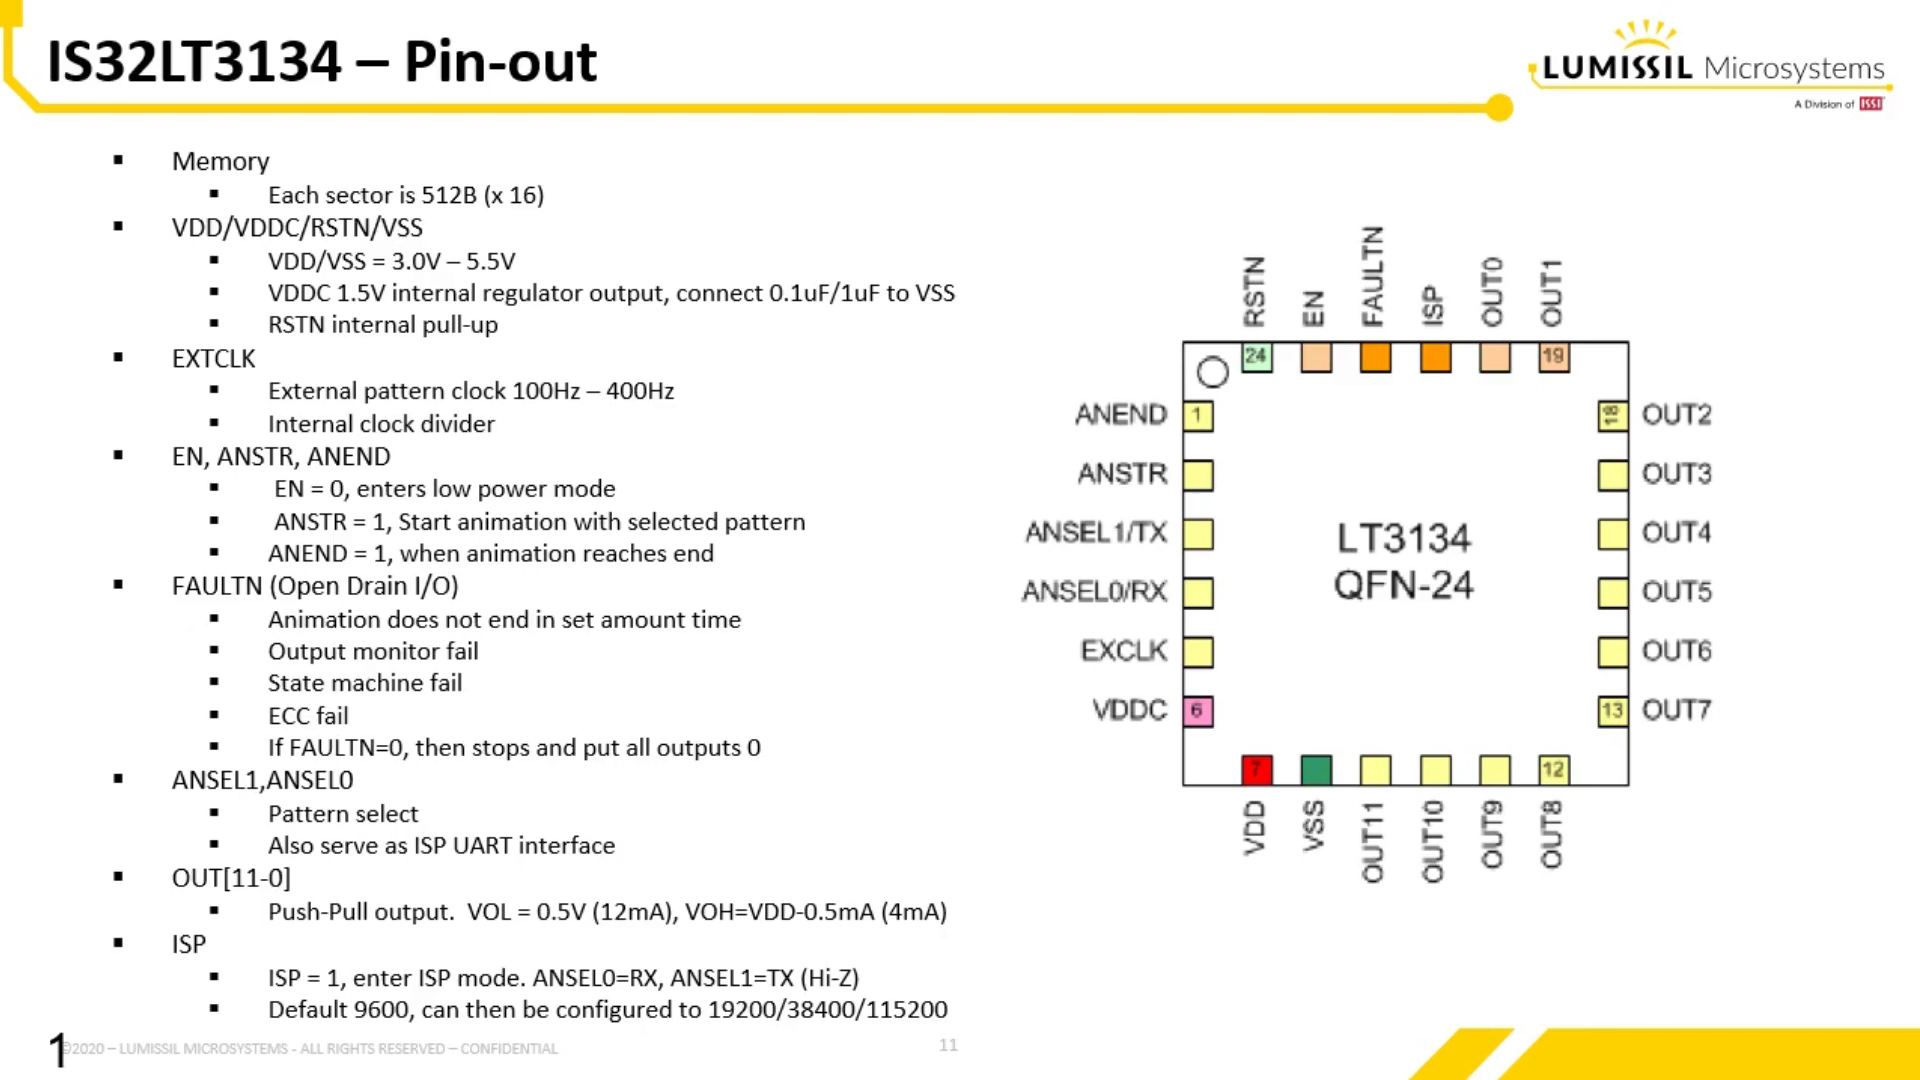 IS32LT3134 – Pin-out
LUMISSIL Microsystems
A Division of ISSI
Memory
Each sector is 512B (x 16)
VDD/VDDC/RSTN/VSS
VDD/VSS = 3.0V – 5.5V
VDDC 1.5V internal regulator output, connect 0.1uF/1uF to VSS
RSTN internal pull-up
EXTCLK
External pattern clock 100Hz – 400Hz
Internal clock divider
EN, ANSTR, ANEND
EN = 0, enters low power mode
ANSTR = 1, Start animation with selected pattern
ANEND = 1, when animation reaches end
FAULTN (Open Drain I/O)
Animation does not end in set amount time
Output monitor fail
State machine fail
ECC fail
If FAULTN=0, then stops and put all outputs 0
ANSEL1,ANSEL0
Pattern select
Also serve as ISP UART interface
OUT[11-0]
Push-Pull output. VOL = 0.5V (12mA), VOH=VDD-0.5mA (4mA)
ISP
ISP = 1, enter ISP mode. ANSEL0=RX, ANSEL1=TX (Hi-Z)
Default 9600, can then be configured to 19200/38400/115200
RSTN
EN
FAULTN
ISP
OUT0
OUT1
24
19
ANEND
1
18
OUT2
ANSTR
OUT3
ANSEL1/TX
OUT4
ANSEL0/RX
OUT5
EXCLK
OUT6
VDDC
6
13
OUT7
LT3134
QFN-24
7
12
VDD
VSS
OUT11
OUT10
OUT9
OUT8
1
©2020 – LUMISSIL MICROSYSTEMS - ALL RIGHTS RESERVED – CONFIDENTIAL
11